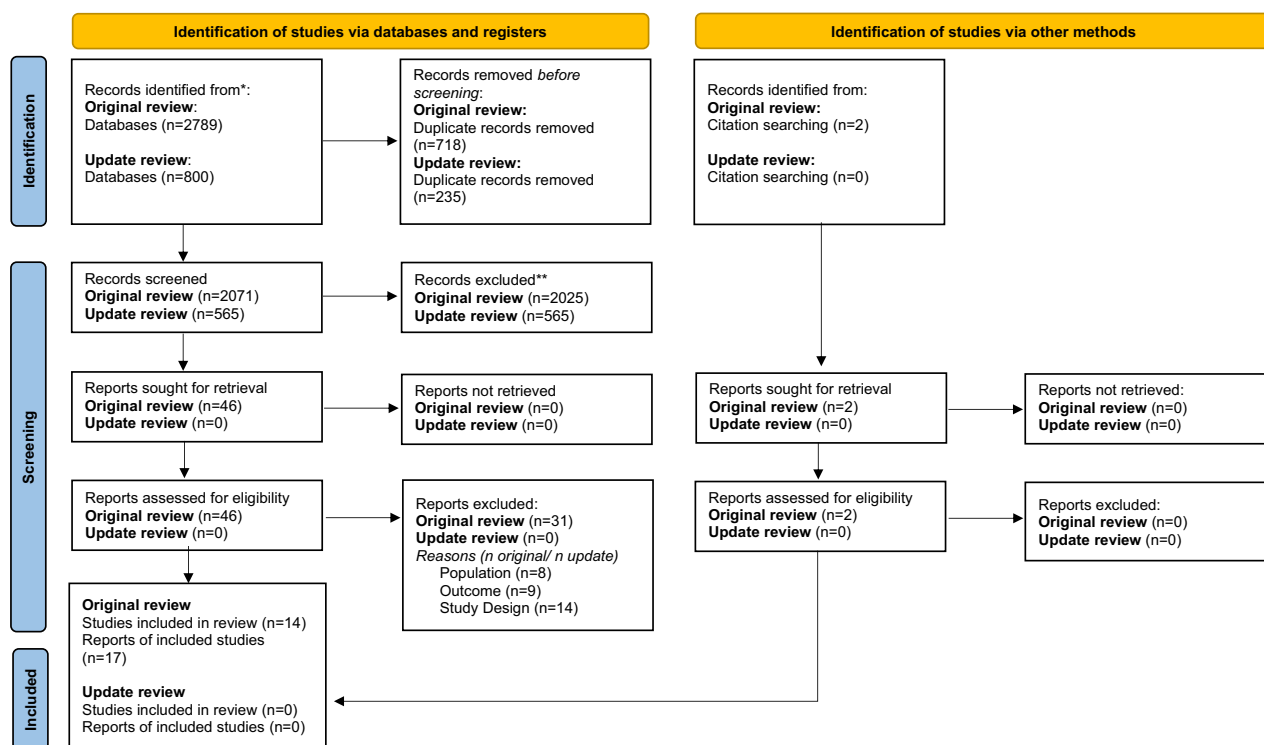 Identification of studies via databases and registers
Identification of studies via other methods
Identification
Records identified from*:
Original review:
Databases (n=2789)
Update review:
Databases (n=800)
Records removed before
screening:
Original review:
Duplicate records removed
(n=718)
Update review:
Duplicate records removed
(n=235)
Records identified from:
Original review:
Citation searching (n=2)
Update review:
Citation searching (n=0)
Screening
Records screened
Original review (n=2071)
Update review (n=565)
Records excluded**
Original review (n=2025)
Update review (n=565)
Reports sought for retrieval
Original review (n=46)
Update review (n=0)
Reports not retrieved
Original review (n=0)
Update review (n=0)
Reports sought for retrieval
Original review (n=2)
Update review (n=0)
Reports not retrieved:
Original review (n=0)
Update review (n=0)
Reports assessed for eligibility
Original review (n=46)
Update review (n=0)
Reports excluded:
Original review (n=31)
Update review (n=0)
Reasons (n original/ n update)
Population (n=8)
Outcome (n=9)
Study Design (n=14)
Reports assessed for eligibility
Original review (n=2)
Update review (n=0)
Reports excluded:
Original review (n=0)
Update review (n=0)
Included
Original review
Studies included in review (n=14)
Reports of included studies
(n=17)
Update review
Studies included in review (n=0)
Reports of included studies (n=0)